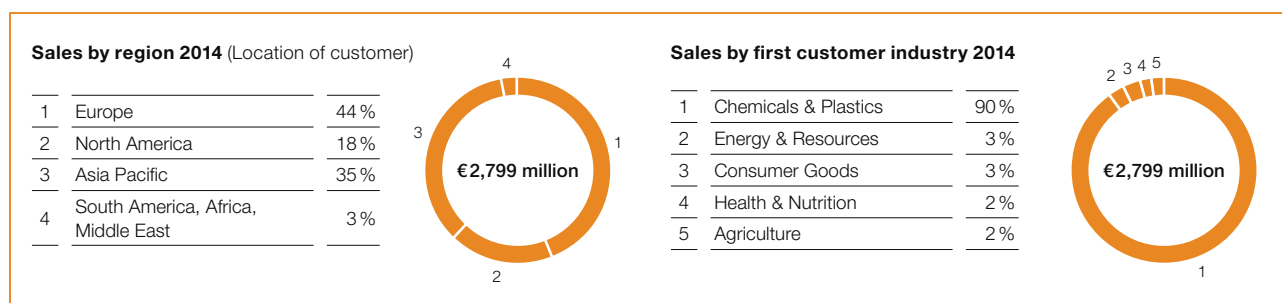 Sales by region 2014 (Location of customer)
1 Europe 44 %
2 North America 18 %
3 Asia Pacific 35 %
4 South America, Africa,
Middle East 3 %
4
3
1
€2,799 million
2
Sales by first customer industry 2014
1 Chemicals & Plastics 90 %
2 Energy & Resources 3 %
3 Consumer Goods 3 %
4 Health & Nutrition 2 %
5 Agriculture 2 %
2 3 4 5
€2,799 million
1